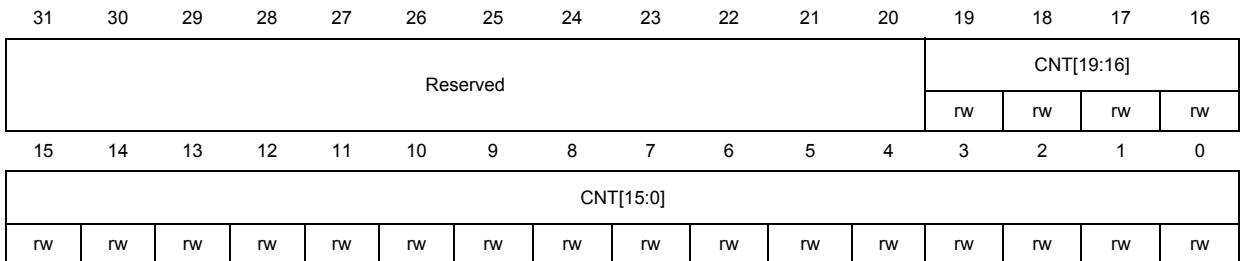 31 30 29 28 27 26 25 24 23 22 21 20 19 18 17 16
Reserved
CNT[19:16]
rw rw rw rw
15 14 13 12 11 10 9 8 7 6 5 4 3 2 1 0
CNT[15:0]
rw rw rw rw rw rw rw rw rw rw rw rw rw rw rw rw